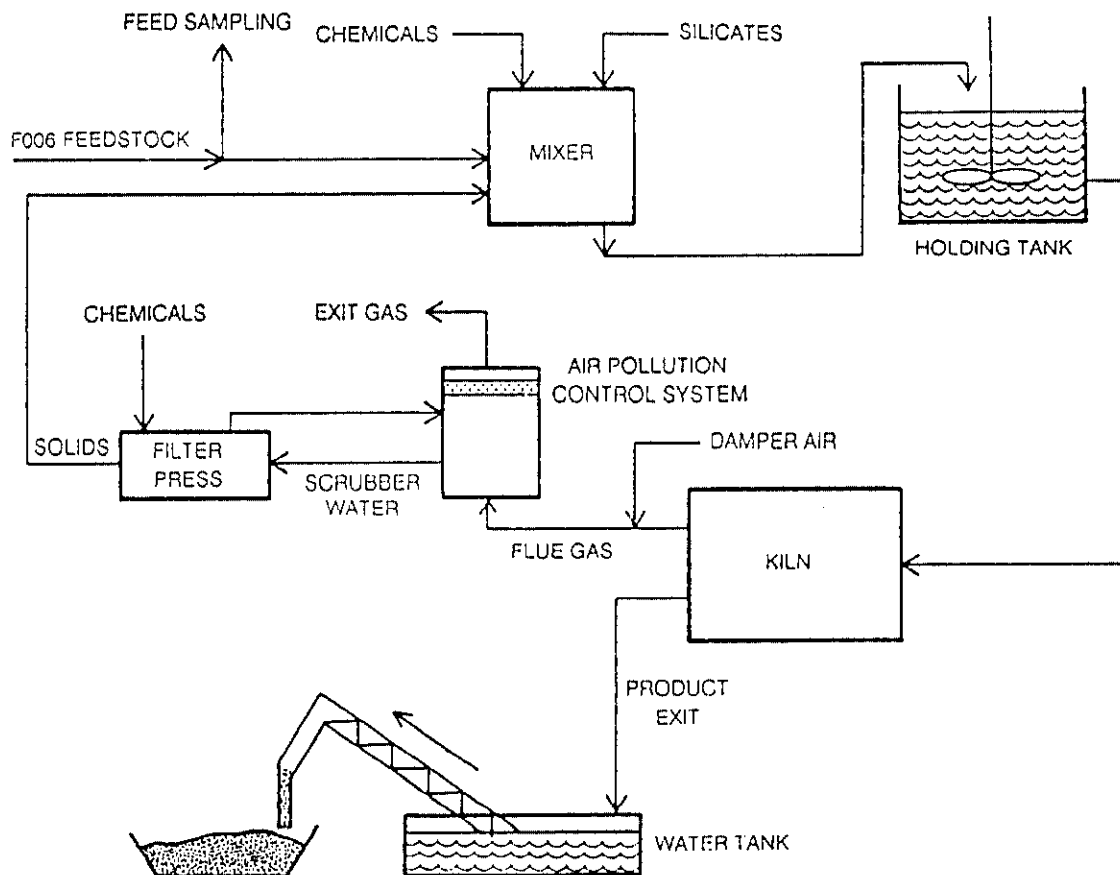 FEED SAMPLING
CHEMICALS
SILICATES
F006 FEEDSTOCK
MIXER
HOLDING TANK
CHEMICALS
EXIT GAS
AIR POLLUTION
CONTROL SYSTEM
SOLIDS
FILTER
PRESS
SCRUBBER
WATER
DAMPER AIR
FLUE GAS
KILN
PRODUCT
EXIT
WATER TANK